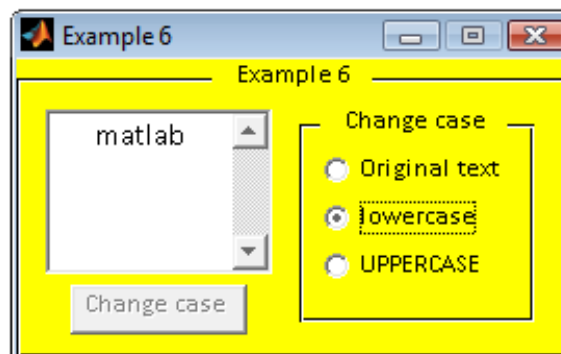 Example 6
Example 6
matlab
Change case
Change case
Original text
lowercase
UPPERCASE